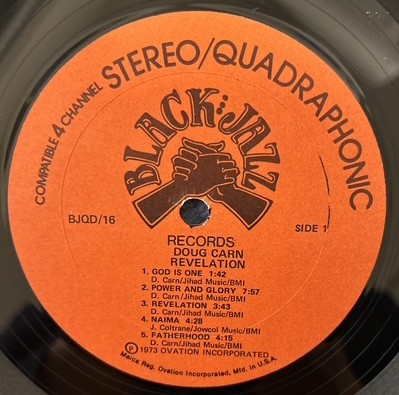 COMPATIBLE 4 CHANNEL STEREO/QUADRAPHONIC
BLACK JAZZ
BJQD/16
SIDE 1
RECORDS
DOUG CARN
REVELATION
1. GOD IS ONE 1:42
D. Carn/Jihad Music/BMI
2. POWER AND GLORY 7:57
D. Carn/Jihad Music/BMI
3. REVELATION 3:43
D. Carn/Jihad Music/BMI
4. NAIMA 4:28
J. Coltrane/Jowcol Music/BMI
5. FATHERHOOD 4:15
D. Carn/Jihad Music/BMI
℗ 1973 OVATION INCORPORATED
Marca Reg. Ovation Incorporated, Mfd. in U.S.A.